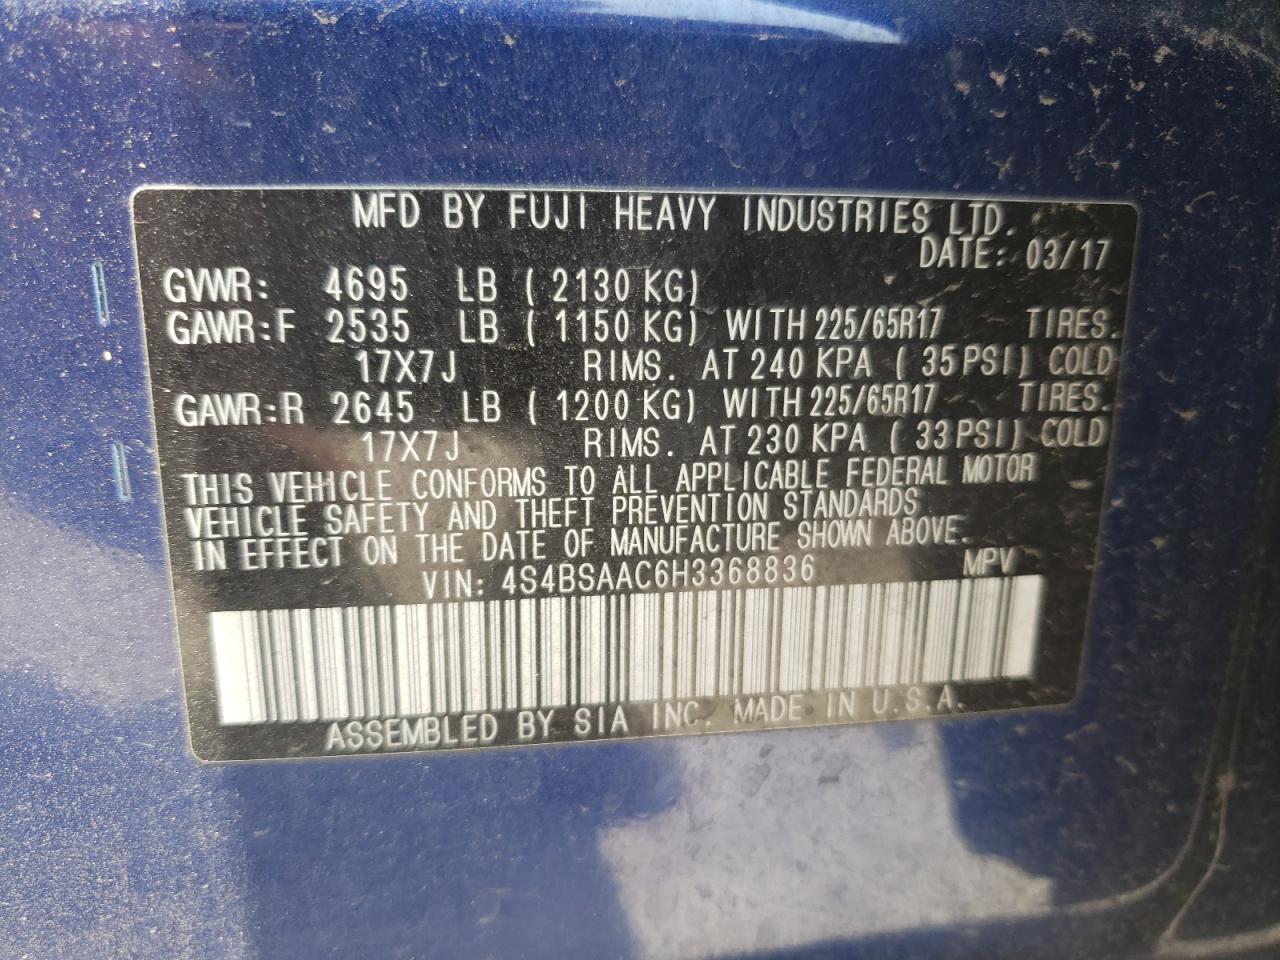 MFD BY FUJI HEAVY INDUSTRIES LTD.
DATE: 03/17
GVWR: 4695 LB ( 2130 KG)
GAWR:F 2535 LB ( 1150 KG) WITH 225/65R17 TIRES.
17X7J RIMS. AT 240 KPA ( 35 PSI) COLD
GAWR:R 2645 LB ( 1200 KG) WITH 225/65R17 TIRES.
17X7J RIMS. AT 230 KPA ( 33 PSI) COLD
THIS VEHICLE CONFORMS TO ALL APPLICABLE FEDERAL MOTOR
VEHICLE SAFETY AND THEFT PREVENTION STANDARDS
IN EFFECT ON THE DATE OF MANUFACTURE SHOWN ABOVE.
VIN: 4S4BSAAC6H3368836 MPV
ASSEMBLED BY SIA INC. MADE IN U.S.A.